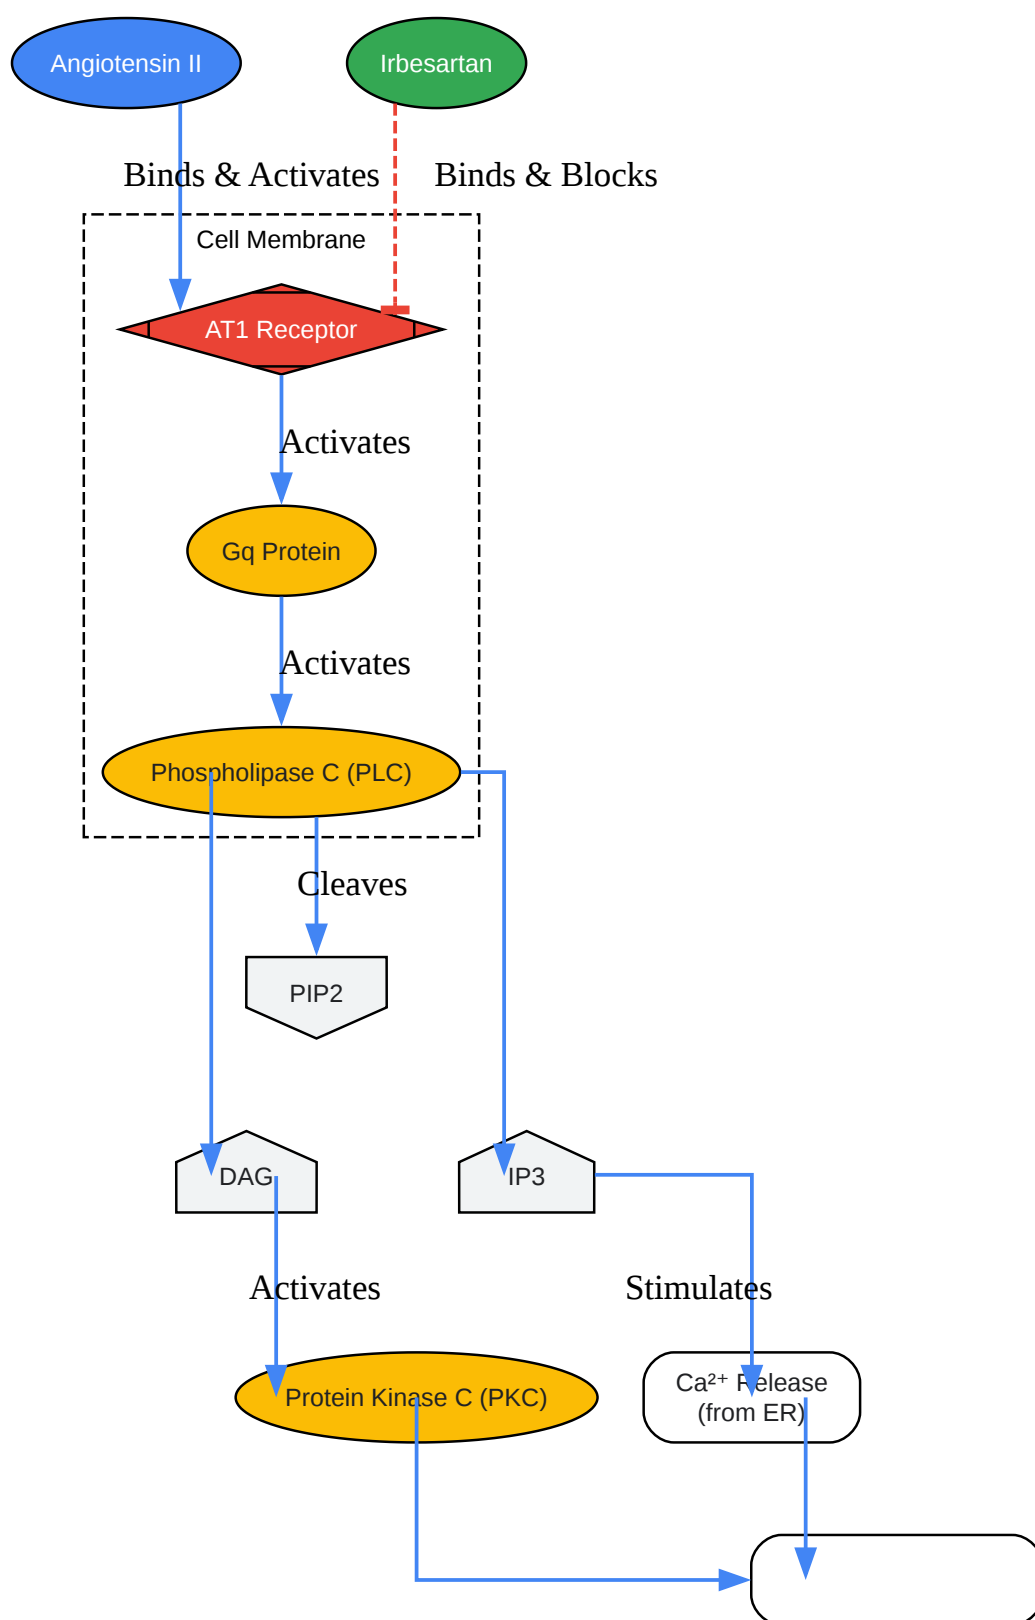 Angiotensin II
Irbesartan
Binds & Activates
Binds & Blocks
Cell Membrane
AT1 Receptor
Activates
Gq Protein
Activates
Phospholipase C (PLC)
Cleaves
PIP2
DAG
IP3
Activates
Stimulates
Protein Kinase C (PKC)
Ca²⁺ Release
(from ER)